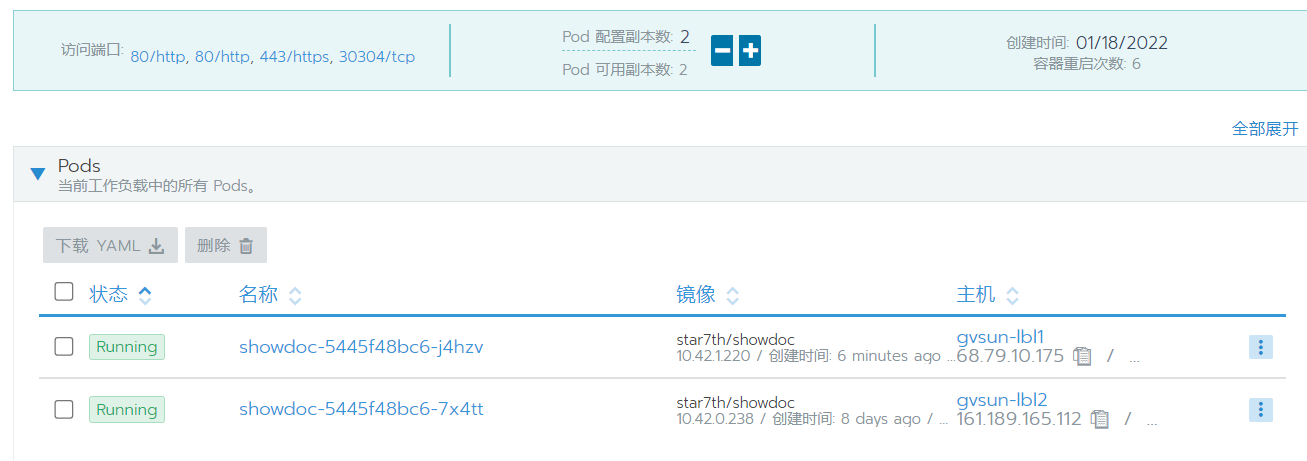 访问端口: 80/http, 80/http, 443/https, 30304/tcp
Pod 配置副本数: 2
Pod 可用副本数: 2
创建时间: 01/18/2022
容器重启次数: 6
全部展开
Pods
当前工作负载中的所有 Pods。
下载 YAML 删除
状态 名称 镜像 主机
Running showdoc-5445f48bc6-j4hzv star7th/showdoc gvsun-lbl1
10.42.1.220 / 创建时间: 6 minutes ago ... 68.79.10.175 / ...
Running showdoc-5445f48bc6-7x4tt star7th/showdoc gvsun-lbl2
10.42.0.238 / 创建时间: 8 days ago / ... 161.189.165.112 / ...